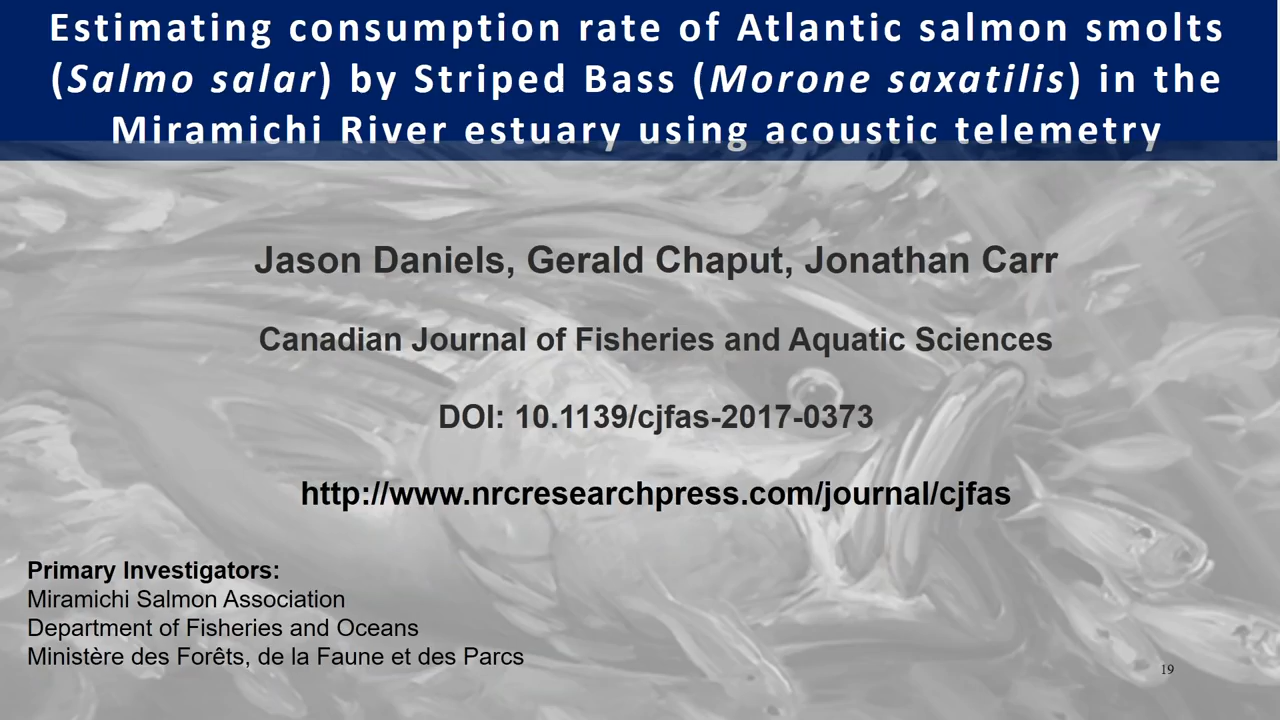 Estimating consumption rate of Atlantic salmon smolts
(Salmo salar) by Striped Bass (Morone saxatilis) in the
Miramichi River estuary using acoustic telemetry
Jason Daniels, Gerald Chaput, Jonathan Carr
Canadian Journal of Fisheries and Aquatic Sciences
DOI: 10.1139/cjfas-2017-0373
http://www.nrcresearchpress.com/journal/cjfas
Primary Investigators:
Miramichi Salmon Association
Department of Fisheries and Oceans
Ministère des Forêts, de la Faune et des Parcs
19